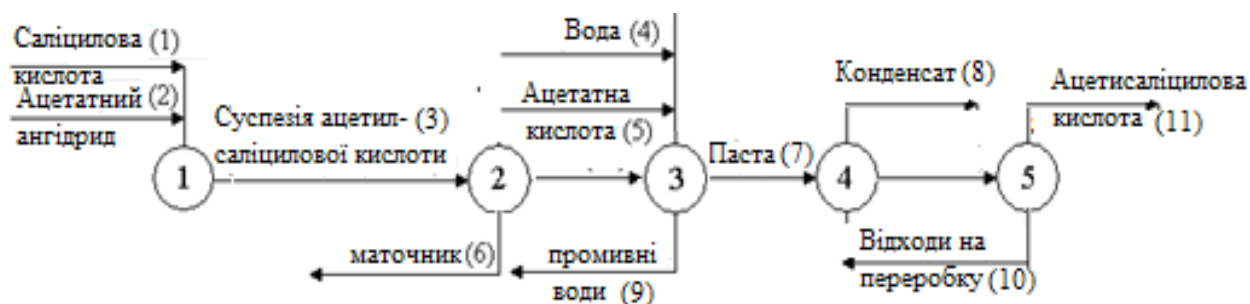 Саліцилова (1)
кислота
Ацетатний (2)
ангідрид
Суспезія ацетил- (3)
саліцилової кислоти
Вода (4)
Ацетатна
кислота (5)
Паста (7)
Конденсат (8)
Ацетисаліцилова
кислота (11)
1
2
3
4
5
маточник (6)
промивні
води (9)
Відходи на
переробку (10)